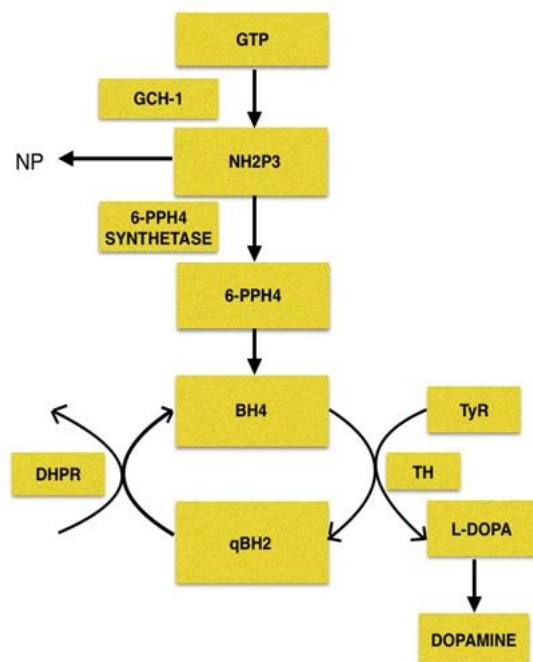 GTP
GCH-1
NP
NH2P3
6-PPH4
SYNTHETASE
6-PPH4
BH4
TyR
DHPR
TH
qBH2
L-DOPA
DOPAMINE